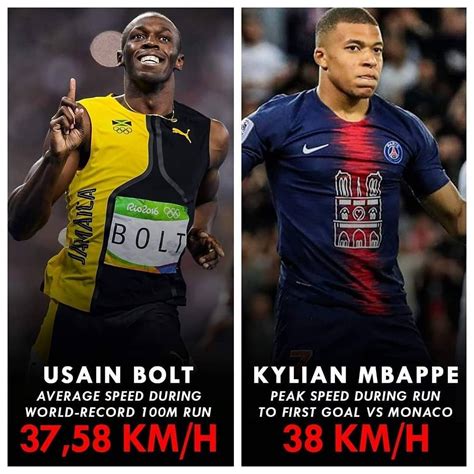 JAMAICA
RiO2016
BOLT
USAIN BOLT
AVERAGE SPEED DURING
WORLD-RECORD 100M RUN
37,58 KM/H
KYLIAN MBAPPE
PEAK SPEED DURING RUN
TO FIRST GOAL VS MONACO
38 KM/H